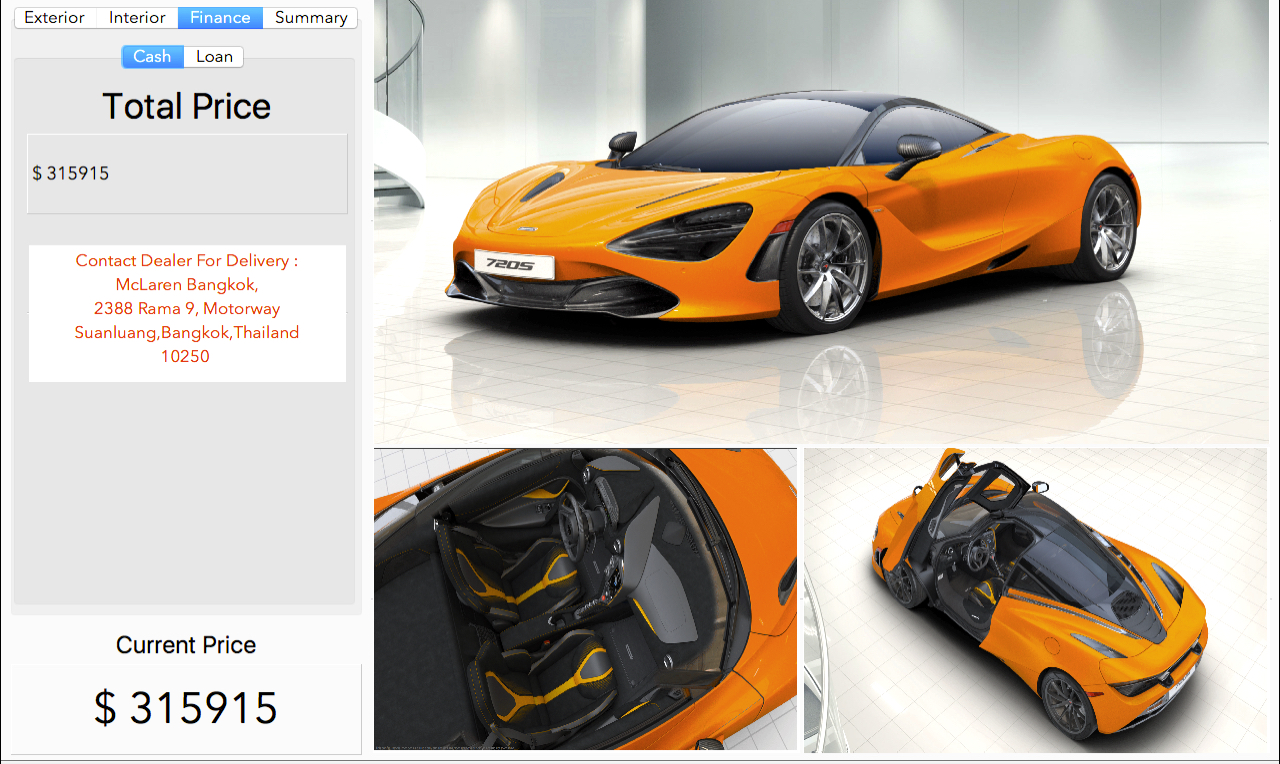 Exterior Interior Finance Summary
Cash Loan
Total Price
$ 315915
Contact Dealer For Delivery :
McLaren Bangkok,
2388 Rama 9, Motorway
Suanluang,Bangkok,Thailand
10250
Current Price
$ 315915
720S